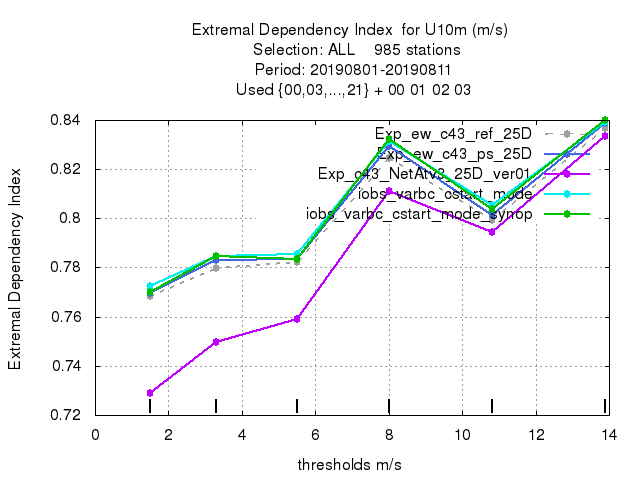 Extremal Dependency Index  for U10m (m/s)
Selection: ALL    985 stations
Period: 20190801-20190811
Used {00,03,...,21} + 00 01 02 03
Extremal Dependency Index
0.84
0.82
0.8
0.78
0.76
0.74
0.72
Exp_ew_c43_ref_25D
Exp_ew_c43_ps_25D
Exp_c43_NetAtv3_25D_ver01
iobs_varbc_cstart_mode
iobs_varbc_cstart_mode_synop
0 2 4 6 8 10 12 14
thresholds m/s